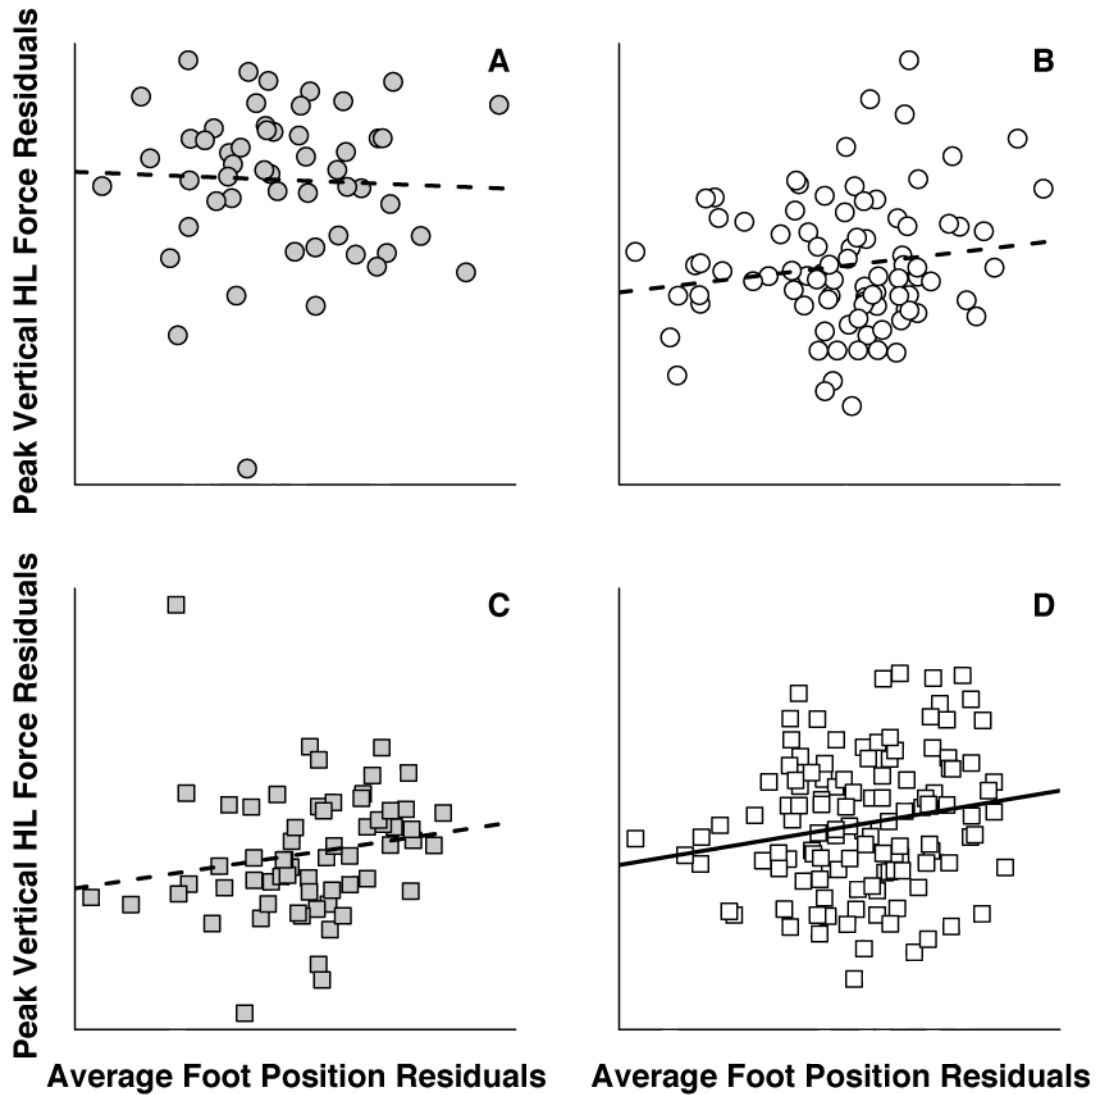 Peak Vertical HL Force Residuals
A
B
Peak Vertical HL Force Residuals
C
D
Average Foot Position Residuals
Average Foot Position Residuals